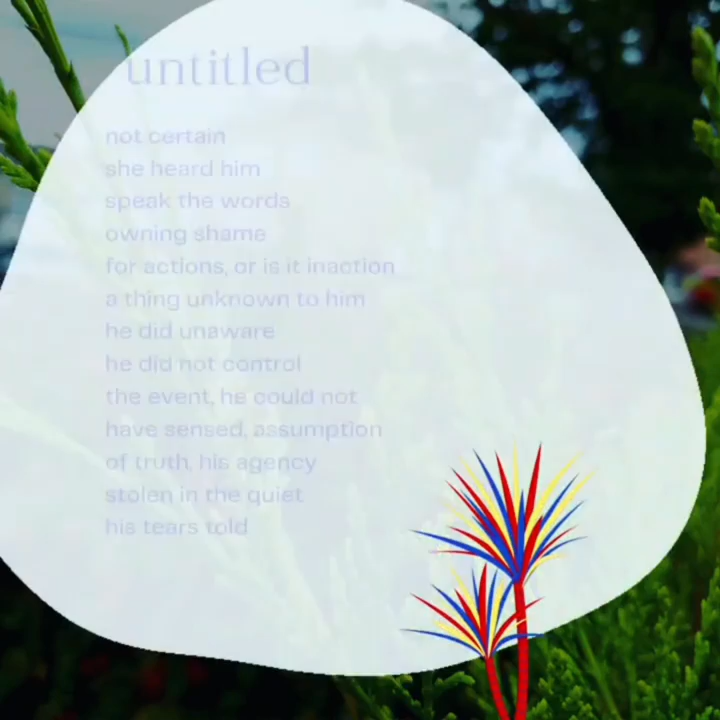 untitled
not certain
she heard him
speak the words
owning shame
for actions, or is it inaction
a thing unknown to him
he did unaware
he did not control
the event, he could not
have sensed, assumption
of truth, his agency
stolen in the quiet
his tears told